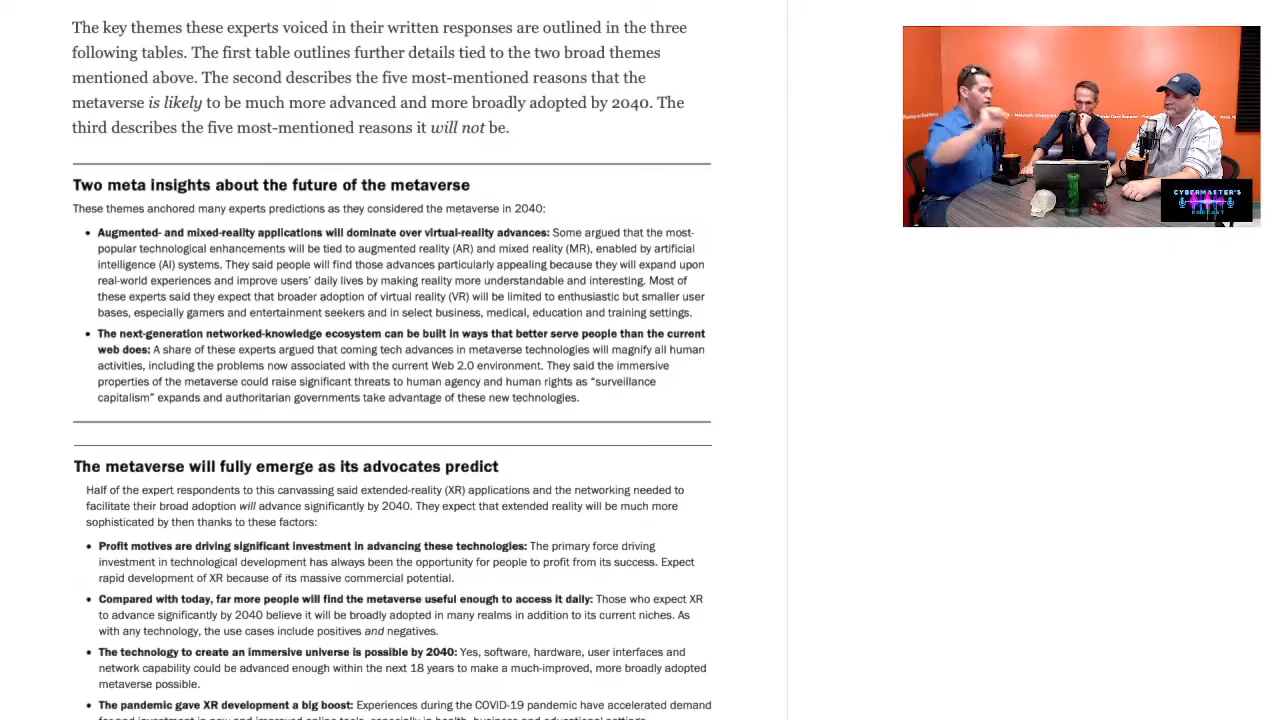 The key themes these experts voiced in their written responses are outlined in the three
following tables. The first table outlines further details tied to the two broad themes
mentioned above. The second describes the five most-mentioned reasons that the
metaverse is likely to be much more advanced and more broadly adopted by 2040. The
third describes the five most-mentioned reasons it will not be.
Two meta insights about the future of the metaverse
These themes anchored many experts predictions as they considered the metaverse in 2040:
• Augmented- and mixed-reality applications will dominate over virtual-reality advances: Some argued that the most-
popular technological enhancements will be tied to augmented reality (AR) and mixed reality (MR), enabled by artificial
intelligence (AI) systems. They said people will find those advances particularly appealing because they will expand upon
real-world experiences and improve users' daily lives by making reality more understandable and interesting. Most of
these experts said they expect that broader adoption of virtual reality (VR) will be limited to enthusiastic but smaller user
bases, especially gamers and entertainment seekers and in select business, medical, education and training settings.
• The next-generation networked-knowledge ecosystem can be built in ways that better serve people than the current
web does: A share of these experts argued that coming tech advances in metaverse technologies will magnify all human
activities, including the problems now associated with the current Web 2.0 environment. They said the immersive
properties of the metaverse could raise significant threats to human agency and human rights as “surveillance
capitalism” expands and authoritarian governments take advantage of these new technologies.
The metaverse will fully emerge as its advocates predict
Half of the expert respondents to this canvassing said extended-reality (XR) applications and the networking needed to
facilitate their broad adoption will advance significantly by 2040. They expect that extended reality will be much more
sophisticated by then thanks to these factors:
• Profit motives are driving significant investment in advancing these technologies: The primary force driving
investment in technological development has always been the opportunity for people to profit from its success. Expect
rapid development of XR because of its massive commercial potential.
• Compared with today, far more people will find the metaverse useful enough to access it daily: Those who expect XR
to advance significantly by 2040 believe it will be broadly adopted in many realms in addition to its current niches. As
with any technology, the use cases include positives and negatives.
• The technology to create an immersive universe is possible by 2040: Yes, software, hardware, user interfaces and
network capability could be advanced enough within the next 18 years to make a much-improved, more broadly adopted
metaverse possible.
• The pandemic gave XR development a big boost: Experiences during the COVID-19 pandemic have accelerated demand
for and investment in new and improved online tools, especially in health, business and educational settings.
CYBERMASTER'S
PODCAST